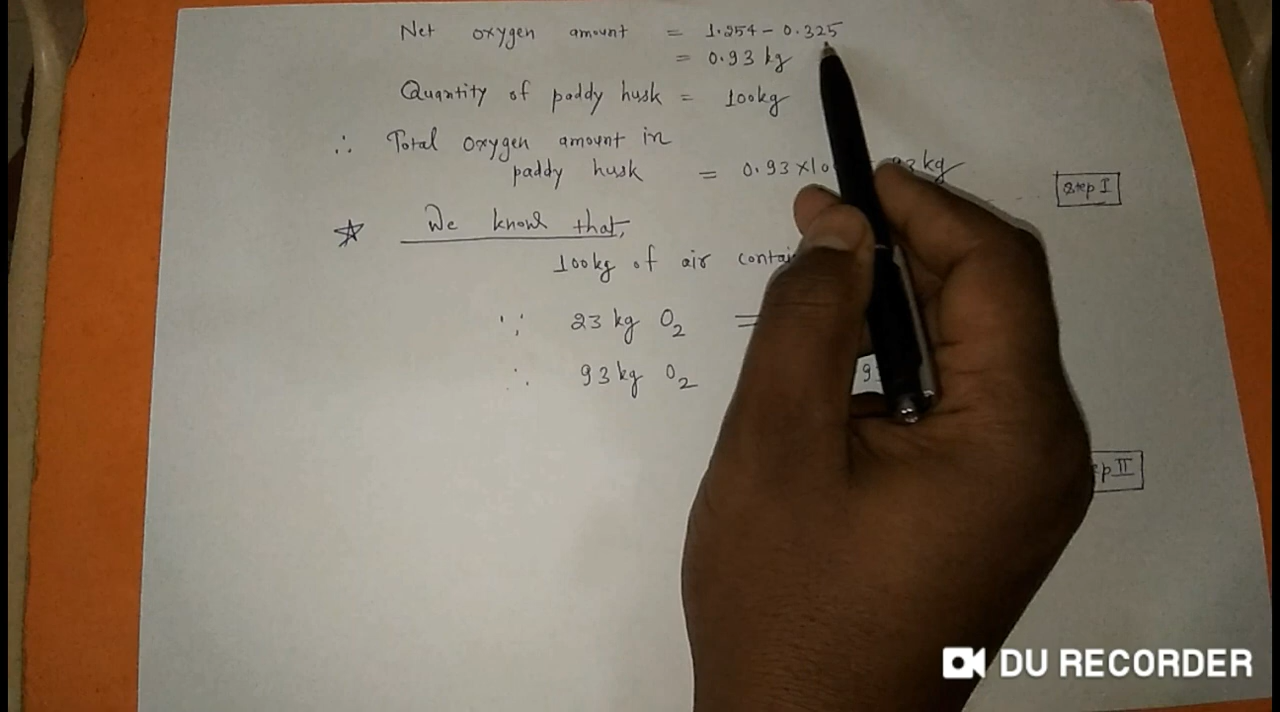 Net oxygen amount = 1.254 - 0.325
= 0.93 kg
Quantity of paddy husk = 100kg
∴ Total oxygen amount in
paddy husk = 0.93 × 10 kg
Step I
☆ We know that,
100kg of air
∵ 23 kg O₂ =
∴ 93 kg O₂
II
DU RECORDER